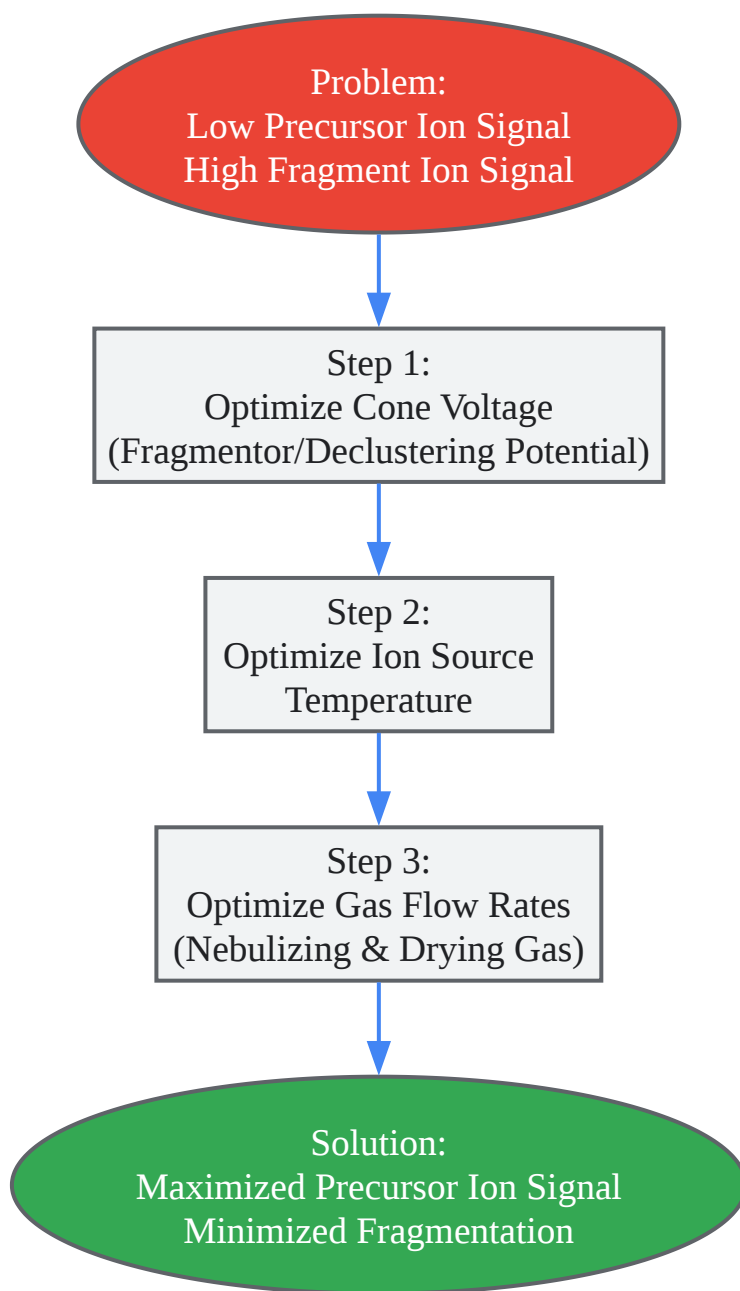 Problem:
Low Precursor Ion Signal
High Fragment Ion Signal
Step 1:
Optimize Cone Voltage
(Fragmentor/Declustering Potential)
Step 2:
Optimize Ion Source
Temperature
Step 3:
Optimize Gas Flow Rates
(Nebulizing & Drying Gas)
Solution:
Maximized Precursor Ion Signal
Minimized Fragmentation